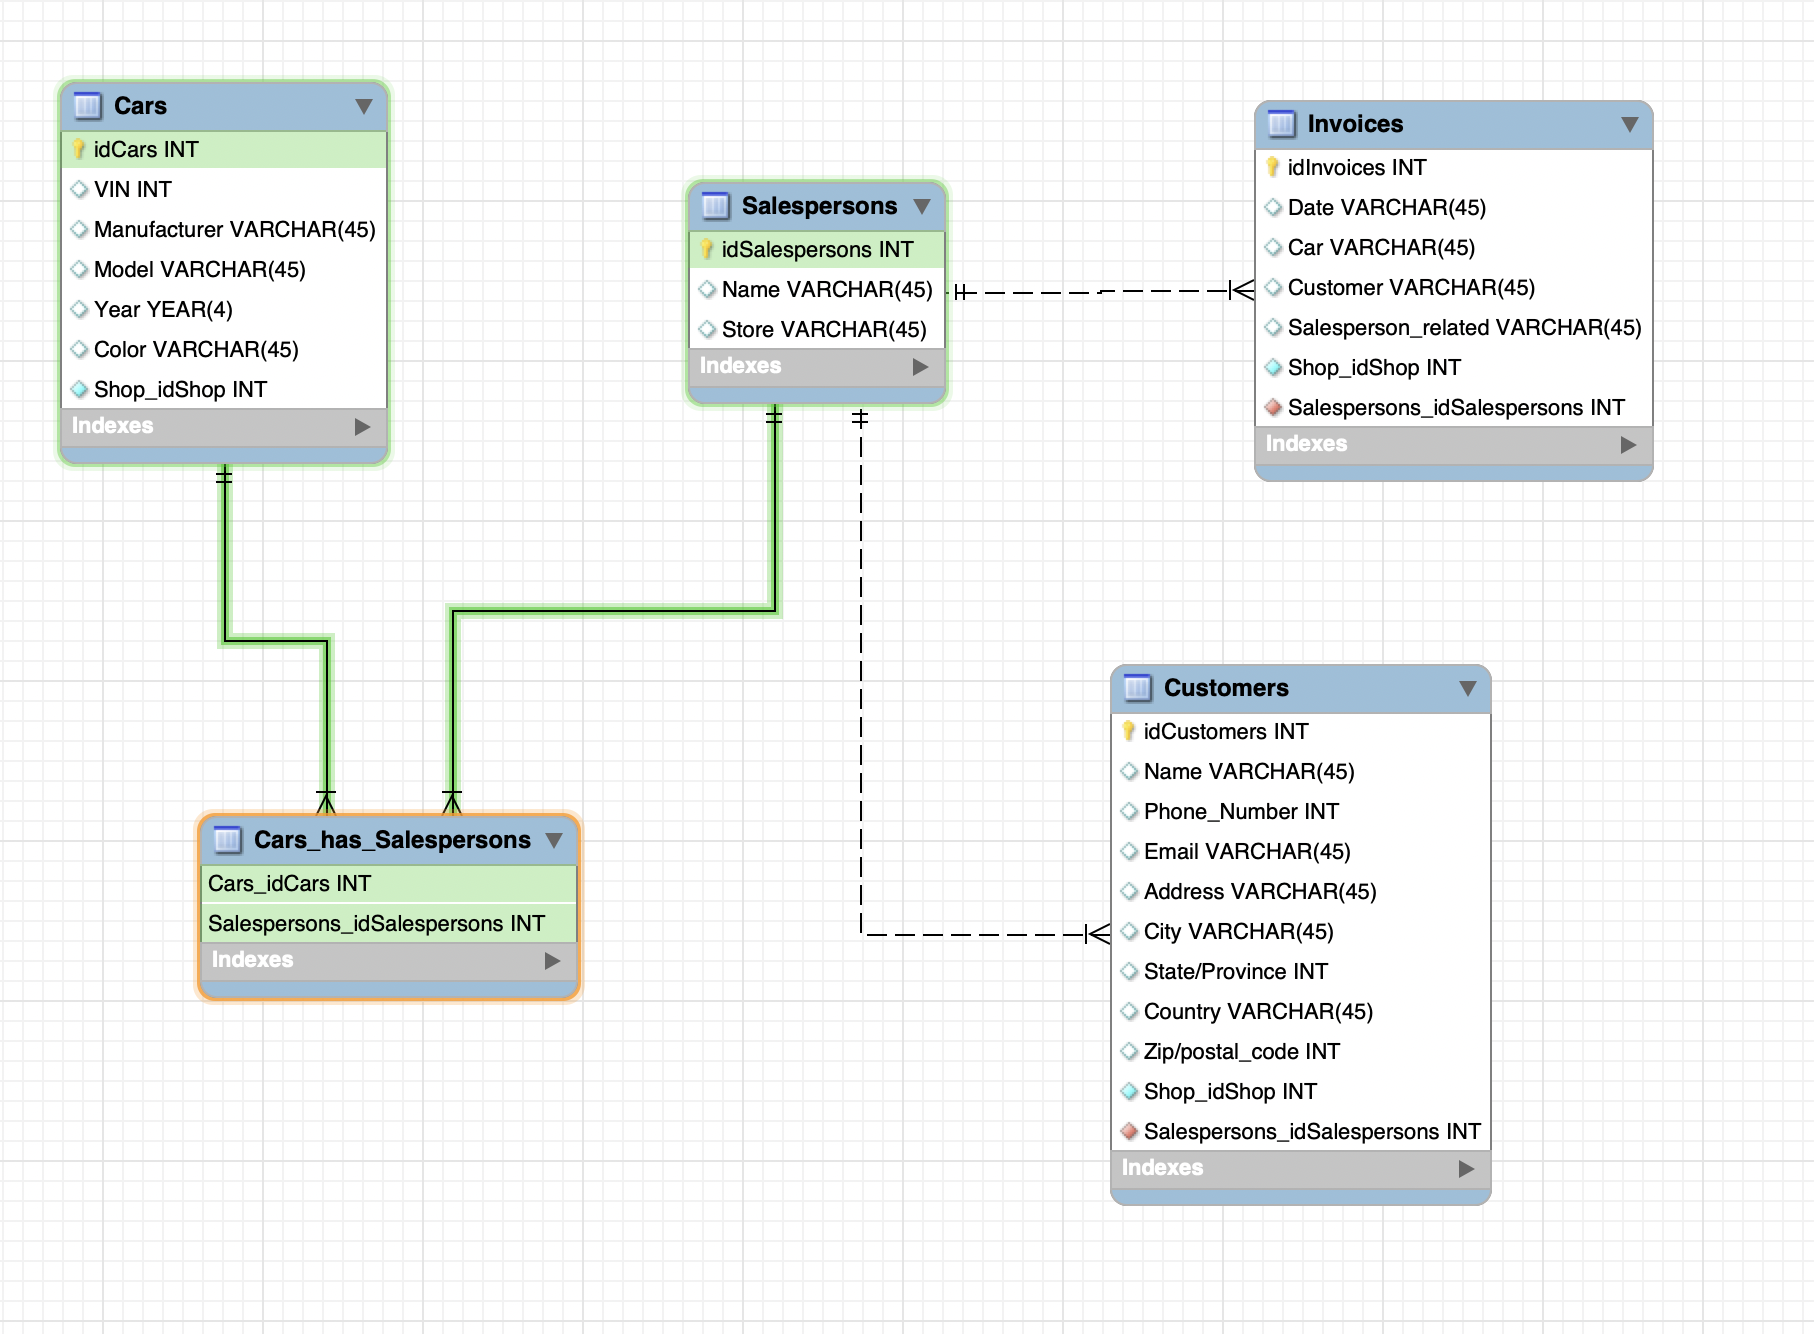 Cars
idCars INT
VIN INT
Manufacturer VARCHAR(45)
Model VARCHAR(45)
Year YEAR(4)
Color VARCHAR(45)
Shop_idShop INT
Indexes
Salespersons
idSalespersons INT
Name VARCHAR(45)
Store VARCHAR(45)
Indexes
Invoices
idInvoices INT
Date VARCHAR(45)
Car VARCHAR(45)
Customer VARCHAR(45)
Salesperson_related VARCHAR(45)
Shop_idShop INT
Salespersons_idSalespersons INT
Indexes
Cars_has_Salespersons
Cars_idCars INT
Salespersons_idSalespersons INT
Indexes
Customers
idCustomers INT
Name VARCHAR(45)
Phone_Number INT
Email VARCHAR(45)
Address VARCHAR(45)
City VARCHAR(45)
State/Province INT
Country VARCHAR(45)
Zip/postal_code INT
Shop_idShop INT
Salespersons_idSalespersons INT
Indexes